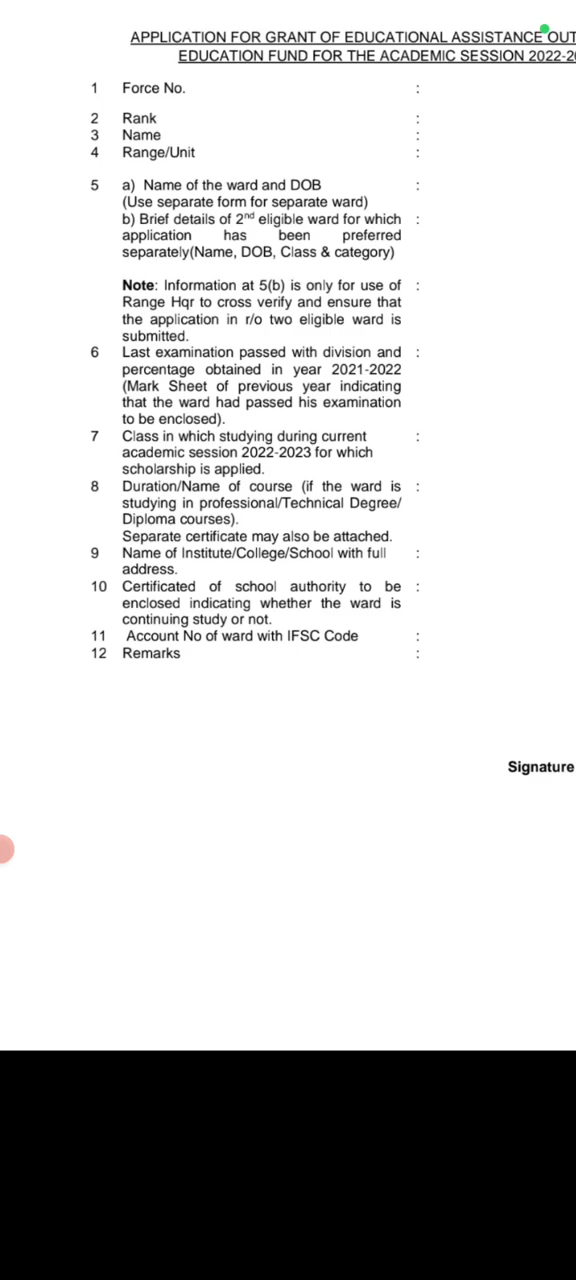 APPLICATION FOR GRANT OF EDUCATIONAL ASSISTANCE OUT
EDUCATION FUND FOR THE ACADEMIC SESSION 2022-2
1 Force No. :
2 Rank :
3 Name :
4 Range/Unit :
5 a) Name of the ward and DOB :
(Use separate form for separate ward)
b) Brief details of 2nd eligible ward for which :
application has been preferred
separately(Name, DOB, Class & category)
Note: Information at 5(b) is only for use of :
Range Hqr to cross verify and ensure that
the application in r/o two eligible ward is
submitted.
6 Last examination passed with division and :
percentage obtained in year 2021-2022
(Mark Sheet of previous year indicating
that the ward had passed his examination
to be enclosed).
7 Class in which studying during current :
academic session 2022-2023 for which
scholarship is applied.
8 Duration/Name of course (if the ward is :
studying in professional/Technical Degree/
Diploma courses).
Separate certificate may also be attached.
9 Name of Institute/College/School with full :
address.
10 Certificated of school authority to be :
enclosed indicating whether the ward is
continuing study or not.
11 Account No of ward with IFSC Code :
12 Remarks :
Signature